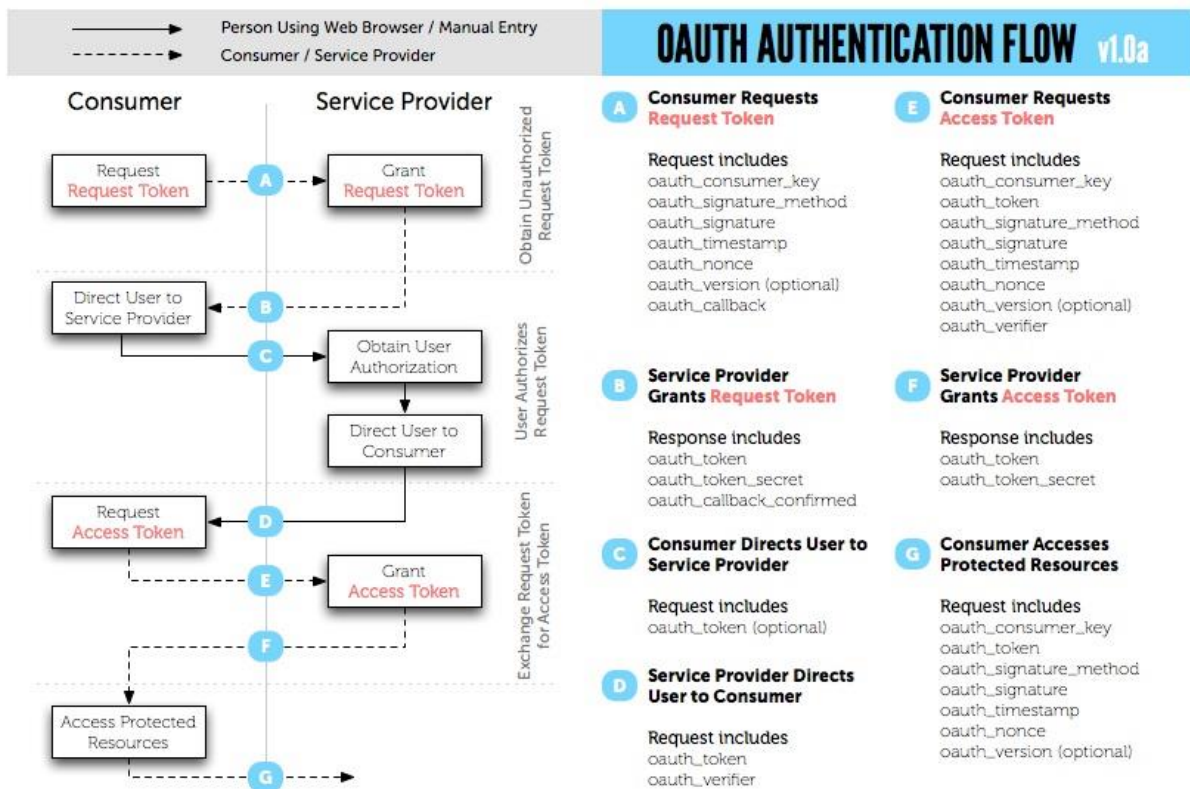 Person Using Web Browser / Manual Entry
Consumer / Service Provider
OAUTH AUTHENTICATION FLOW v1.0a
Consumer
Service Provider
Request
Request Token
A
Grant
Request Token
Obtain Unauthorized
Request Token
Direct User to
Service Provider
B
C
Obtain User
Authorization
Direct User to
Consumer
User Authorizes
Request Token
Request
Access Token
D
E
Grant
Access Token
F
Exchange Request Token
for Access Token
Access Protected
Resources
G
A
Consumer Requests
Request Token
Request includes
oauth_consumer_key
oauth_signature_method
oauth_signature
oauth_timestamp
oauth_nonce
oauth_version (optional)
oauth_callback
B
Service Provider
Grants Request Token
Response includes
oauth_token
oauth_token_secret
oauth_callback_confirmed
C
Consumer Directs User to
Service Provider
Request includes
oauth_token (optional)
D
Service Provider Directs
User to Consumer
Request includes
oauth_token
oauth_verifier
E
Consumer Requests
Access Token
Request includes
oauth_consumer_key
oauth_token
oauth_signature_method
oauth_signature
oauth_timestamp
oauth_nonce
oauth_version (optional)
oauth_verifier
F
Service Provider
Grants Access Token
Response includes
oauth_token
oauth_token_secret
G
Consumer Accesses
Protected Resources
Request includes
oauth_consumer_key
oauth_token
oauth_signature_method
oauth_signature
oauth_timestamp
oauth_nonce
oauth_version (optional)